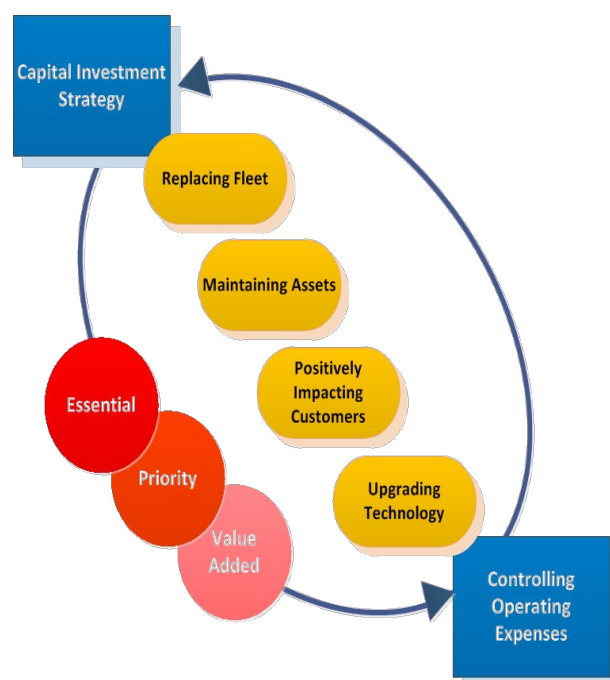 Capital Investment
Strategy
Replacing Fleet
Maintaining Assets
Positively
Impacting
Customers
Upgrading
Technology
Essential
Priority
Value
Added
Controlling
Operating
Expenses